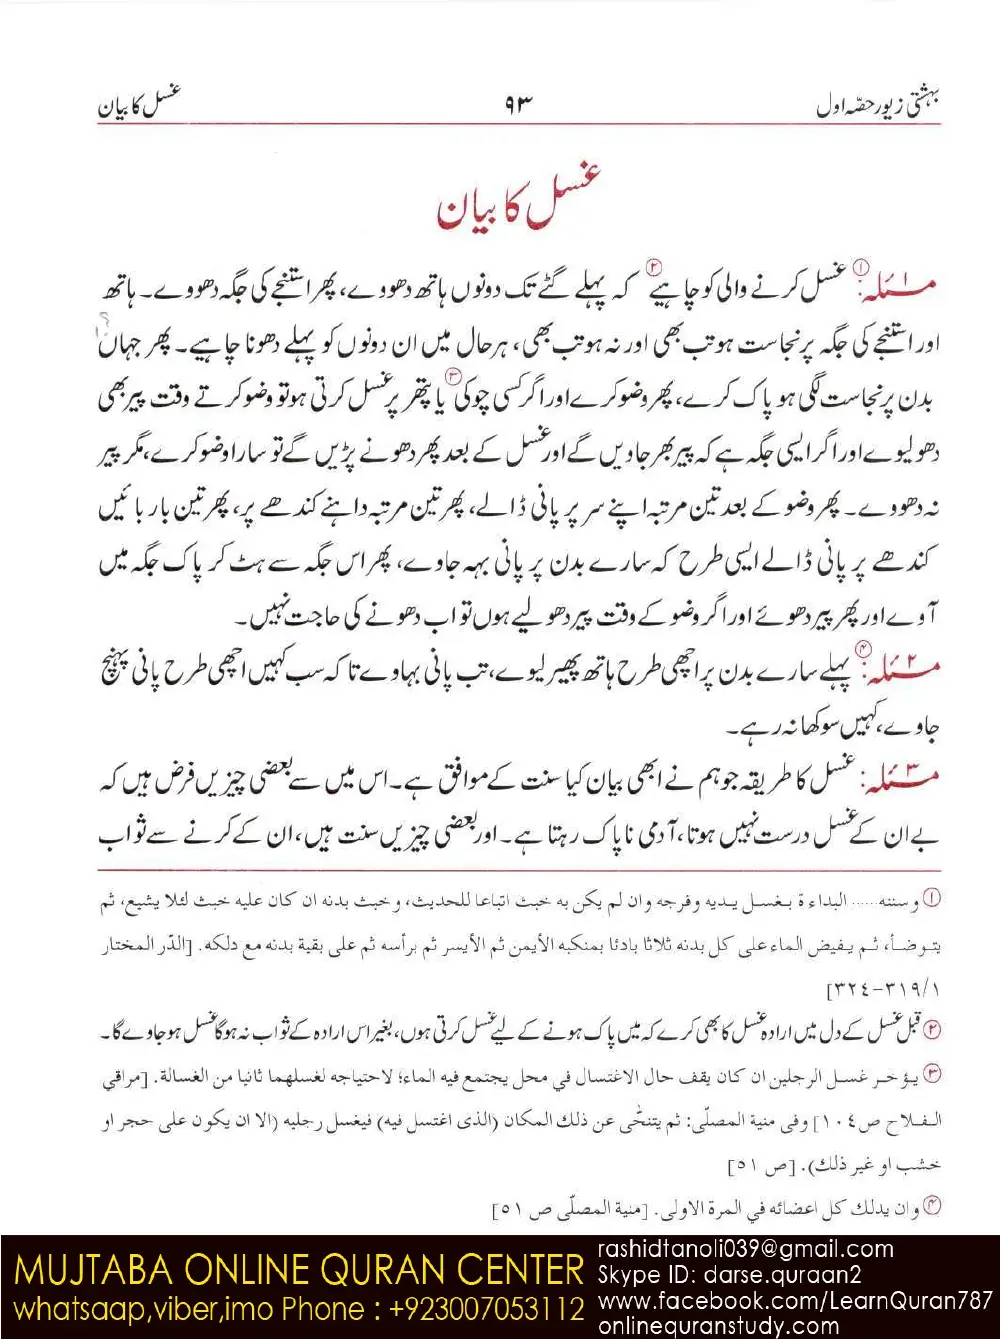 بہشتی زیور حصّہ اول ۹۳ غسل کا بیان
غسل کا بیان
مسئلہ ۱: ① غسل کرنے والی کو چاہیے ② کہ پہلے گٹے تک دونوں ہاتھ دھووے، پھر استنجے کی جگہ دھووے۔ ہاتھ
اور استنجے کی جگہ پر نجاست ہو تب بھی اور نہ ہو تب بھی، ہر حال میں ان دونوں کو پہلے دھونا چاہیے۔ پھر جہاں
بدن پر نجاست لگی ہو پاک کرے، پھر وضو کرے اور اگر کسی چوکی ③ یا پتھر پر غسل کرتی ہو تو وضو کرتے وقت پیر بھی
دھو لیوے اور اگر ایسی جگہ ہے کہ پیر بھر جاویں گے اور غسل کے بعد پھر دھونے پڑیں گے تو سارا وضو کرے، مگر پیر
نہ دھووے۔ پھر وضو کے بعد تین مرتبہ اپنے سر پر پانی ڈالے، پھر تین مرتبہ داہنے کندھے پر، پھر تین بار بائیں
کندھے پر پانی ڈالے ایسی طرح کہ سارے بدن پر پانی بہہ جاوے، پھر اس جگہ سے ہٹ کر پاک جگہ میں
آوے اور پھر پیر دھوئے اور اگر وضو کے وقت پیر دھو لیے ہوں تو اب دھونے کی حاجت نہیں۔
مسئلہ ۲: ④ پہلے سارے بدن پر اچھی طرح ہاتھ پھیر لیوے، تب پانی بہاوے تاکہ سب کہیں اچھی طرح پانی پہنچ
جاوے، کہیں سوکھا نہ رہے۔
مسئلہ ۳: غسل کا طریقہ جو ہم نے ابھی بیان کیا سنت کے موافق ہے۔ اس میں سے بعضی چیزیں فرض ہیں کہ
بے ان کے غسل درست نہیں ہوتا، آدمی ناپاک رہتا ہے۔ اور بعضی چیزیں سنت ہیں، ان کے کرنے سے ثواب
① و سننه...... البداءة بغسل يديه وفرجه وان لم يكن به خبث اتباعا للحديث، وخبث بدنه ان كان عليه خبث لئلا يشيع، ثم
يتوضأ، ثم يفيض الماء على كل بدنه ثلاثا بادئا بمنكبه الأيمن ثم الأيسر ثم برأسه ثم على بقية بدنه مع دلكه. [الدّر المختار
۱/۳۱۹-۳۲٤]
② قبل غسل کے دل میں ارادہ غسل کا بھی کرے کہ میں پاک ہونے کے لیے غسل کرتی ہوں، بغیر اس ارادہ کے ثواب نہ ہوگا غسل ہو جاوے گا۔
③ يؤخر غسل الرجلين ان كان يقف حال الاغتسال في محل يجتمع فيه الماء؛ لاحتياجه لغسلهما ثانيا من الغسالة. [مراقي
الفلاح ص ١٠٤] وفى منية المصلّى: ثم يتنحّى عن ذلك المكان (الذى اغتسل فيه) فيغسل رجليه (الا ان يكون على حجر او
خشب او غير ذلك). [ص ٥١]
④ وان يدلك كل اعضائه في المرة الاولى. [منية المصلّى ص ٥١]
MUJTABA ONLINE QURAN CENTER
whatsaap,viber,imo Phone : +923007053112
rashidtanoli039@gmail.com
Skype ID: darse.quraan2
www.facebook.com/LearnQuran787
onlinequranstudy.com